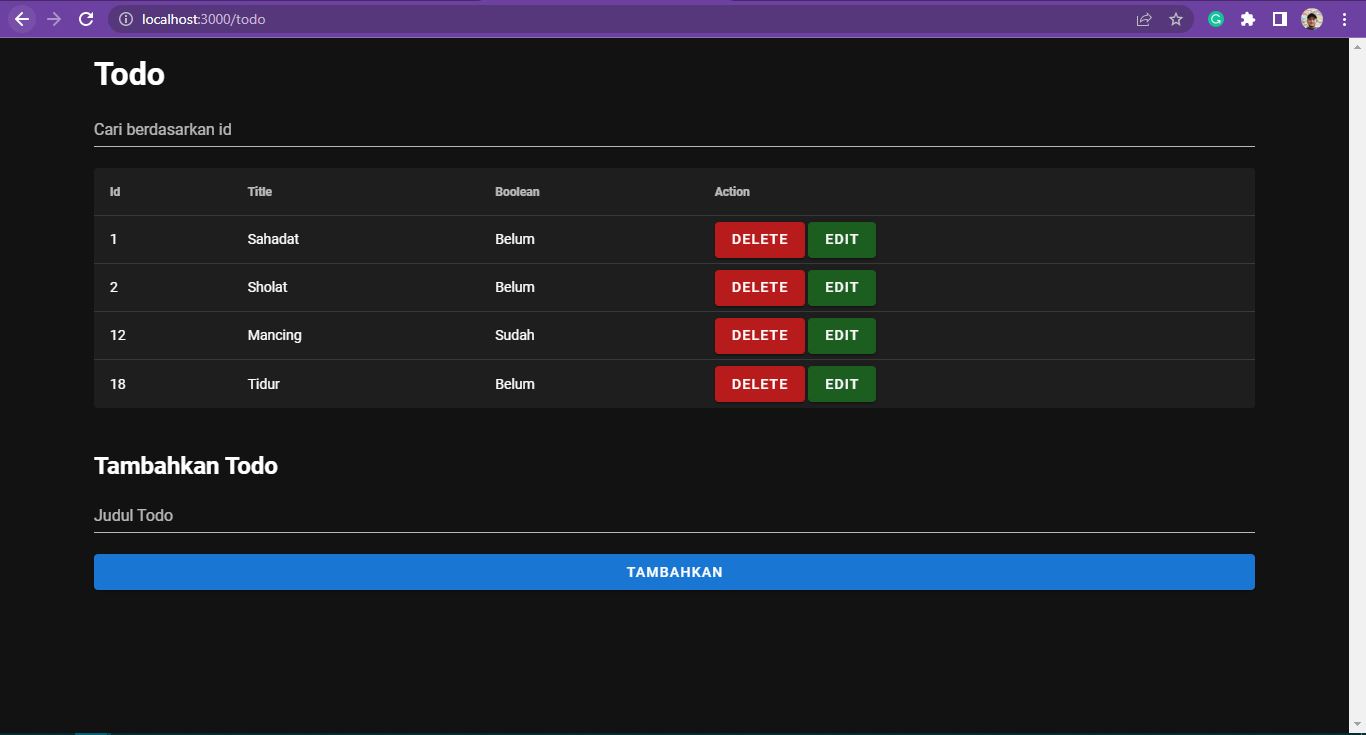 localhost:3000/todo
Todo
Cari berdasarkan id
Id Title Boolean Action
1 Sahadat Belum DELETE EDIT
2 Sholat Belum DELETE EDIT
12 Mancing Sudah DELETE EDIT
18 Tidur Belum DELETE EDIT
Tambahkan Todo
Judul Todo
TAMBAHKAN